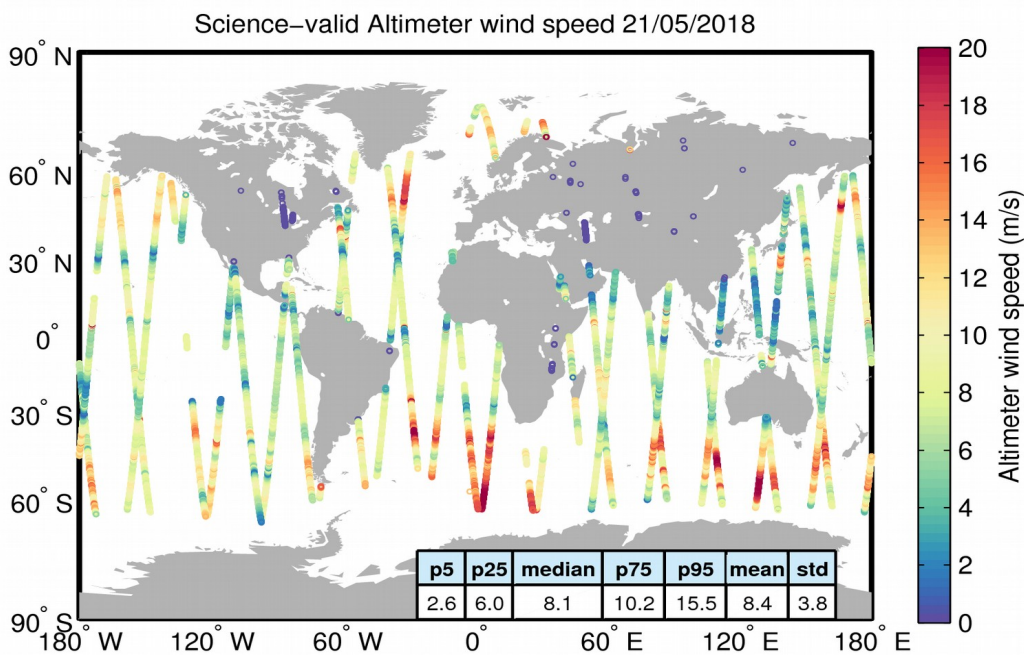 Science-valid Altimeter wind speed 21/05/2018
90° N
60° N
30° N
0°
30° S
60° S
90° S
180° W
120° W
60° W
0°
60° E
120° E
180° E
p5 p25 median p75 p95 mean std
2.6 6.0 8.1 10.2 15.5 8.4 3.8
20
18
16
14
12
10
8
6
4
2
0
Altimeter wind speed (m/s)